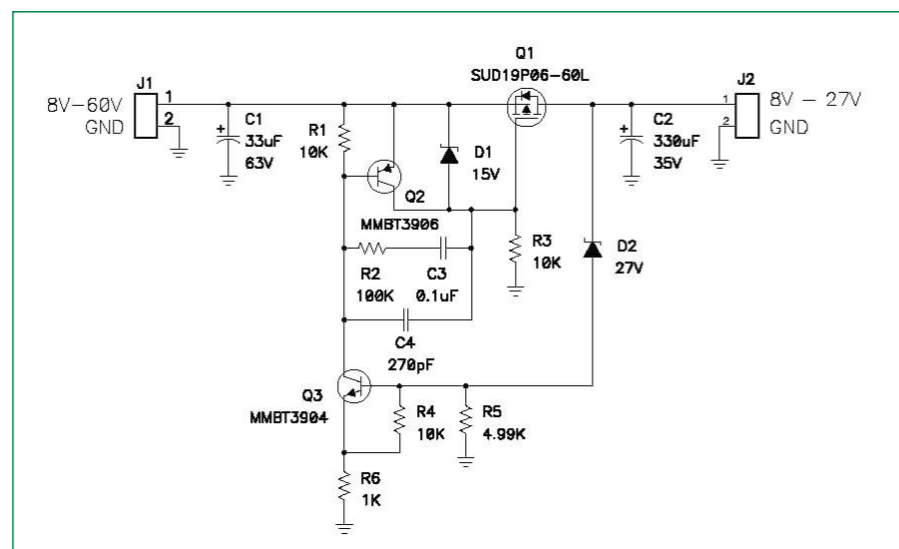 Q1
SUD19P06-60L
J1
8V-60V
1
GND
2
J2
1
8V - 27V
2
GND
C1
33uF
63V
R1
10K
D1
15V
C2
330uF
35V
Q2
MMBT3906
R3
10K
D2
27V
R2
100K
C3
0.1uF
C4
270pF
Q3
MMBT3904
R4
10K
R5
4.99K
R6
1K